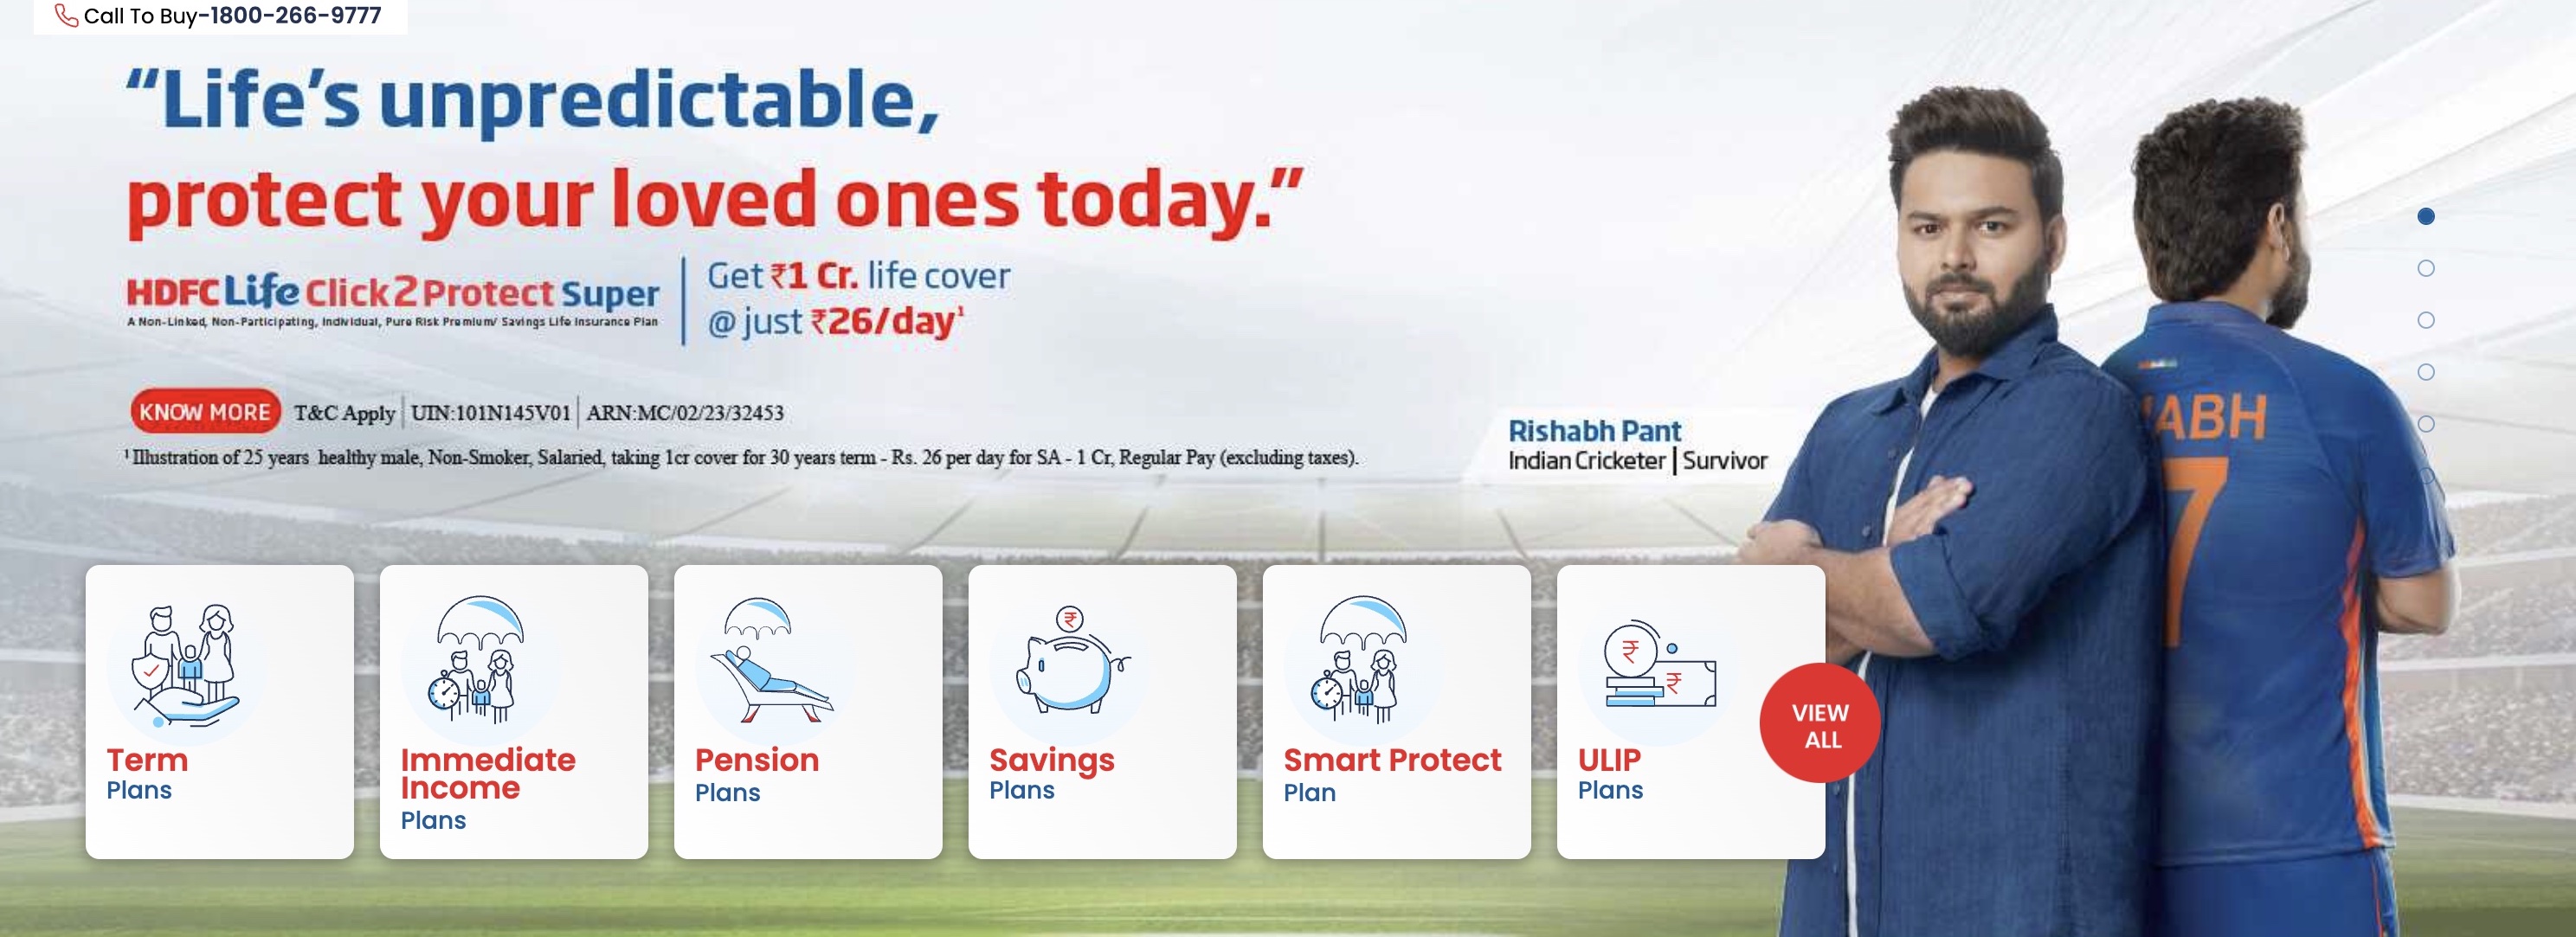 Call To Buy-1800-266-9777
“Life’s unpredictable,
protect your loved ones today.”
HDFC Life Click 2 Protect Super
A Non-Linked, Non-Participating, Individual, Pure Risk Premium/ Savings Life Insurance Plan
Get ₹1 Cr. life cover
@ just ₹26/day¹
KNOW MORE T&C Apply | UIN:101N145V01 | ARN:MC/02/23/32453
¹ Illustration of 25 years healthy male, Non-Smoker, Salaried, taking 1cr cover for 30 years term - Rs. 26 per day for SA - 1 Cr, Regular Pay (excluding taxes).
Rishabh Pant
Indian Cricketer | Survivor
ABH
7
Term
Plans
Immediate
Income
Plans
Pension
Plans
Savings
Plans
Smart Protect
Plan
ULIP
Plans
VIEW
ALL